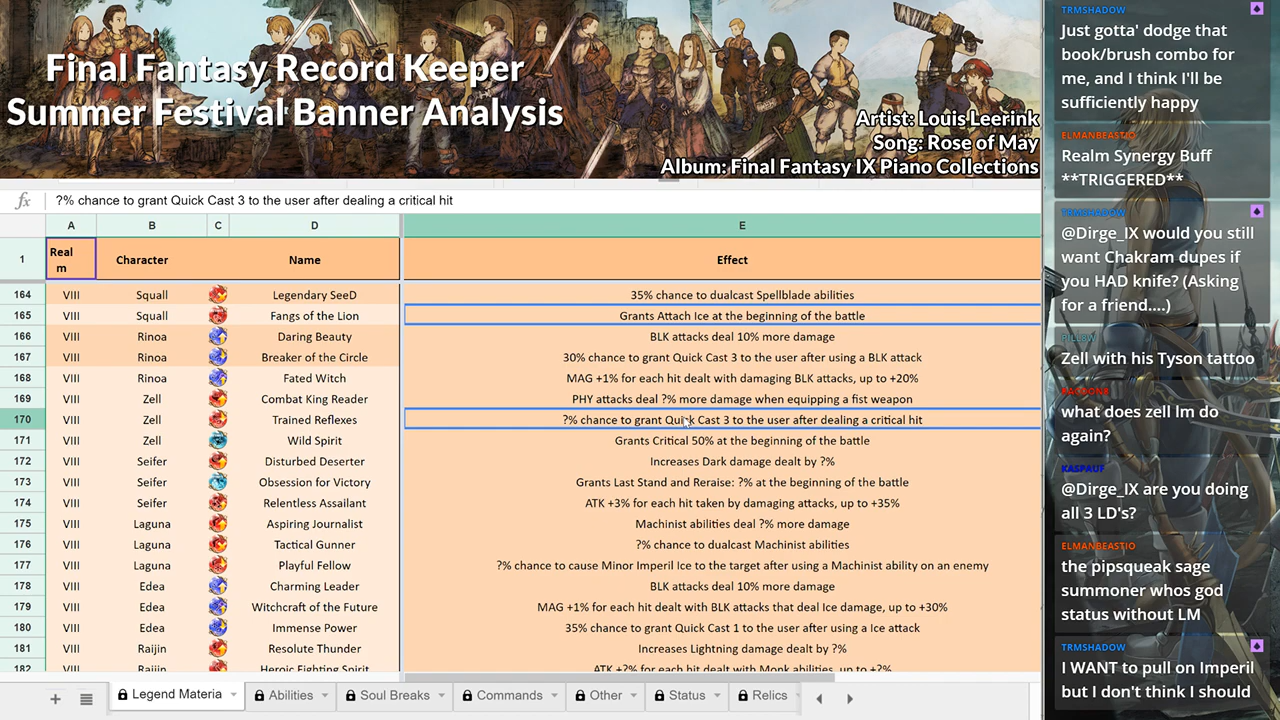 Final Fantasy Record Keeper
Summer Festival Banner Analysis
Artist: Louis Leerink
Song: Rose of May
Album: Final Fantasy IX Piano Collections
fx ?% chance to grant Quick Cast 3 to the user after dealing a critical hit
A B C D E
1 Real m Character Name Effect
164 VIII Squall Legendary SeeD 35% chance to dualcast Spellblade abilities
165 VIII Squall Fangs of the Lion Grants Attach Ice at the beginning of the battle
166 VIII Rinoa Daring Beauty BLK attacks deal 10% more damage
167 VIII Rinoa Breaker of the Circle 30% chance to grant Quick Cast 3 to the user after using a BLK attack
168 VIII Rinoa Fated Witch MAG +1% for each hit dealt with damaging BLK attacks, up to +20%
169 VIII Zell Combat King Reader PHY attacks deal ?% more damage when equipping a fist weapon
170 VIII Zell Trained Reflexes ?% chance to grant Quick Cast 3 to the user after dealing a critical hit
171 VIII Zell Wild Spirit Grants Critical 50% at the beginning of the battle
172 VIII Seifer Disturbed Deserter Increases Dark damage dealt by ?%
173 VIII Seifer Obsession for Victory Grants Last Stand and Reraise: ?% at the beginning of the battle
174 VIII Seifer Relentless Assailant ATK +3% for each hit taken by damaging attacks, up to +35%
175 VIII Laguna Aspiring Journalist Machinist abilities deal ?% more damage
176 VIII Laguna Tactical Gunner ?% chance to dualcast Machinist abilities
177 VIII Laguna Playful Fellow ?% chance to cause Minor Imperil Ice to the target after using a Machinist ability on an enemy
178 VIII Edea Charming Leader BLK attacks deal 10% more damage
179 VIII Edea Witchcraft of the Future MAG +1% for each hit dealt with BLK attacks that deal Ice damage, up to +30%
180 VIII Edea Immense Power 35% chance to grant Quick Cast 1 to the user after using a Ice attack
181 VIII Raijin Resolute Thunder Increases Lightning damage dealt by ?%
182 VIII Raijin Heroic Fighting Spirit ATK +?% for each hit dealt with Monk abilities, up to +?%
+ Legend Materia Abilities Soul Breaks Commands Other Status Relics
TRMSHADOW
Just gotta' dodge that
book/brush combo for
me, and I think I'll be
sufficiently happy
ELMANBEASTIO
Realm Synergy Buff
**TRIGGERED**
TRMSHADOW
@Dirge_IX would you still
want Chakram dupes if
you HAD knife? (Asking
for a friend....)
Zell with his Tyson tattoo
what does zell lm do
again?
KASPAUF
@Dirge_IX are you doing
all 3 LD's?
ELMANBEASTIO
the pipsqueak sage
summoner whos god
status without LM
TRMSHADOW
I WANT to pull on Imperil
but I don't think I should